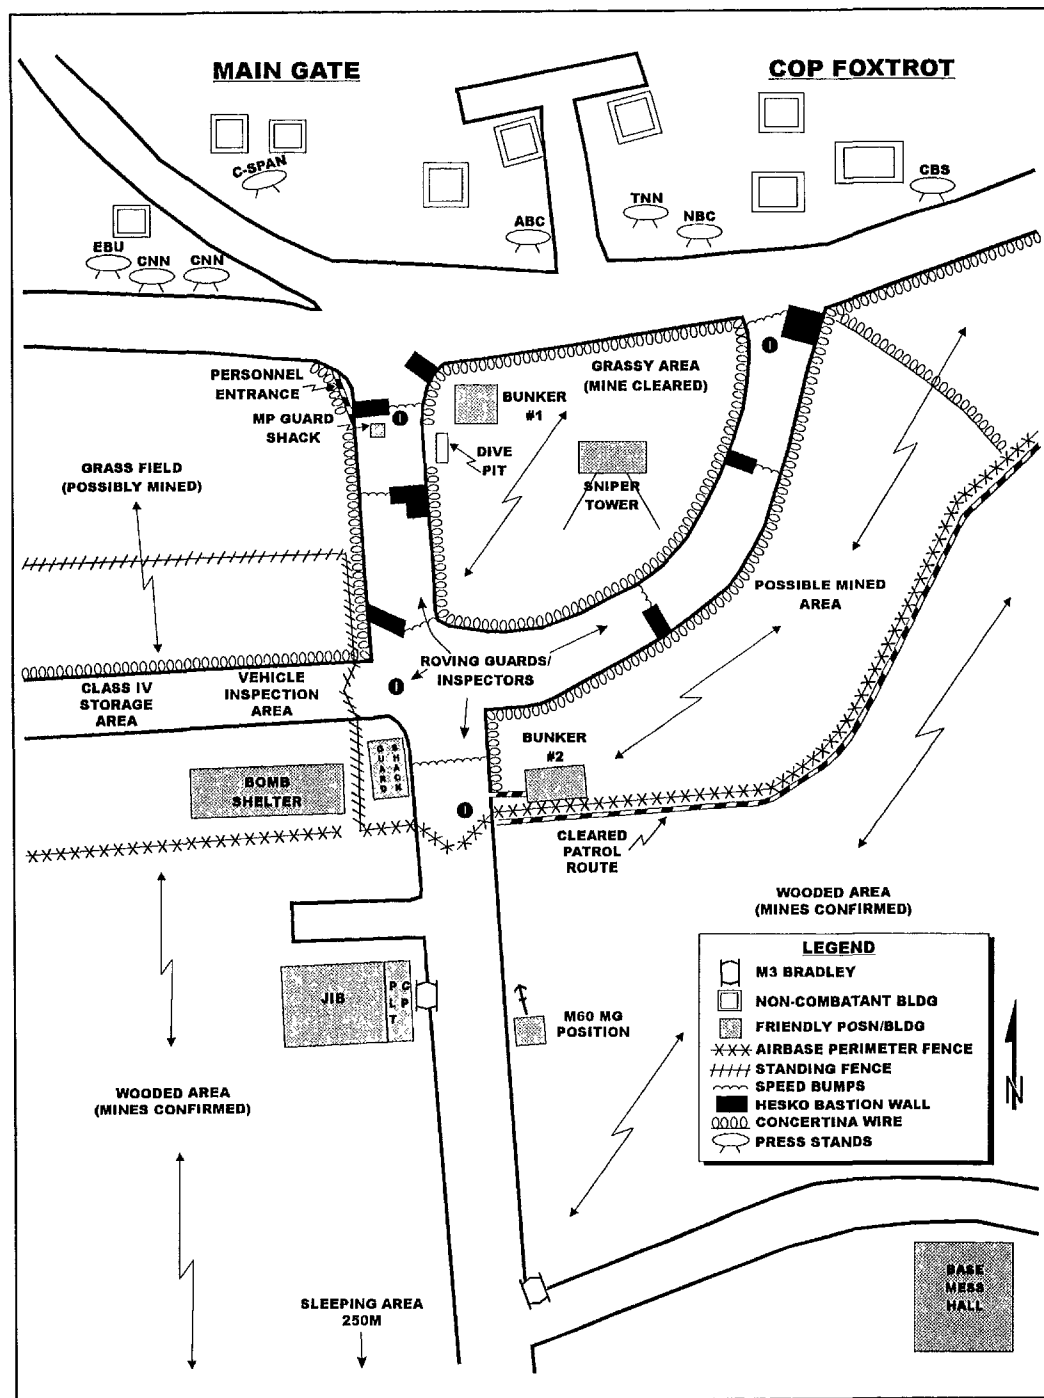 MAIN GATE
COP FOXTROT
C-SPAN
CBS
TNN
NBC
ABC
EBU
CNN
CNN
PERSONNEL
ENTRANCE
MP GUARD
SHACK
BUNKER
#1
GRASSY AREA
(MINE CLEARED)
DIVE
PIT
SNIPER
TOWER
GRASS FIELD
(POSSIBLY MINED)
POSSIBLE MINED
AREA
ROVING GUARDS/
INSPECTORS
CLASS IV
STORAGE
AREA
VEHICLE
INSPECTION
AREA
BUNKER
#2
GUARD
SHACK
BOMB
SHELTER
CLEARED
PATROL
ROUTE
WOODED AREA
(MINES CONFIRMED)
JIB
PLT
CP
M60 MG
POSITION
LEGEND
M3 BRADLEY
NON-COMBATANT BLDG
FRIENDLY POSN/BLDG
AIRBASE PERIMETER FENCE
STANDING FENCE
SPEED BUMPS
HESKO BASTION WALL
CONCERTINA WIRE
PRESS STANDS
N
WOODED AREA
(MINES CONFIRMED)
SLEEPING AREA
250M
BASE
MESS
HALL